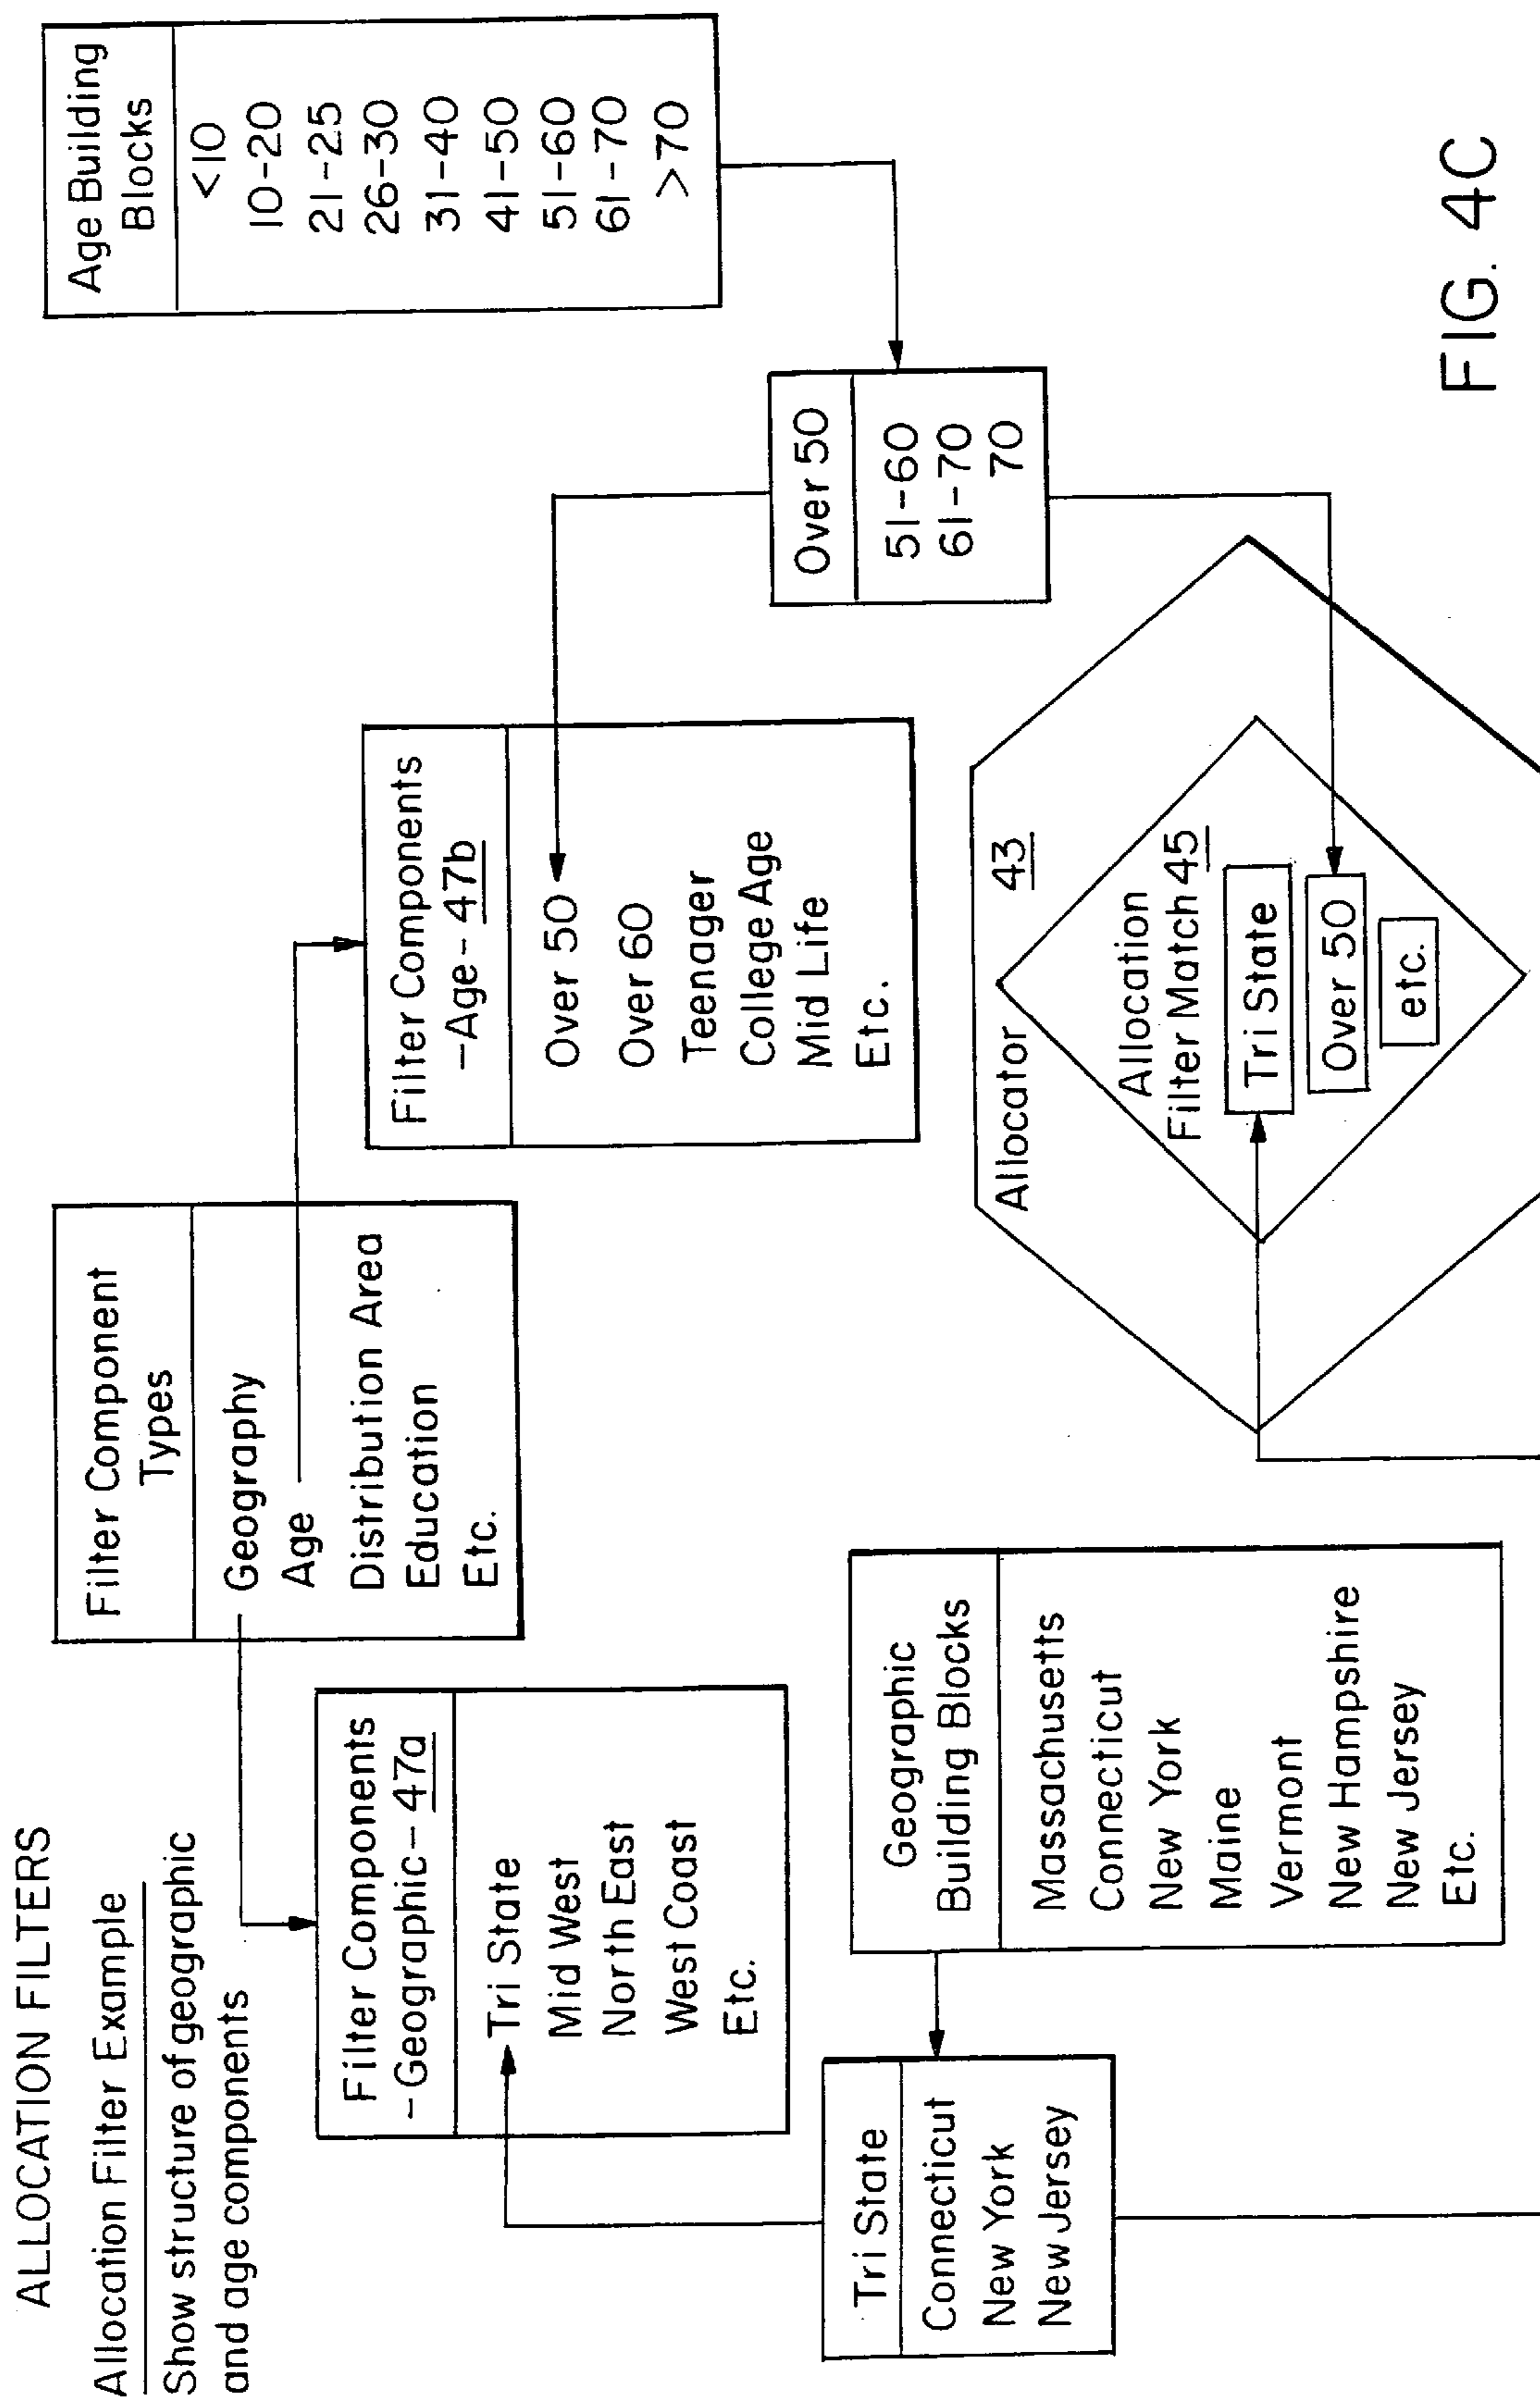 ALLOCATION FILTERS
Allocation Filter Example
Show structure of geographic
and age components
Filter Component
Types
Geography
Age
Distribution Area
Education
Etc.
Filter Components
-Geographic-47a
Tri State
Mid West
North East
West Coast
Etc.
Filter Components
-Age-47b
Over 50
Over 60
Teenager
College Age
Mid Life
Etc.
Age Building
Blocks
<10
10-20
21-25
26-30
31-40
41-50
51-60
61-70
>70
Over 50
51-60
61-70
70
Tri State
Connecticut
New York
New Jersey
Geographic
Building Blocks
Massachusetts
Connecticut
New York
Maine
Vermont
New Hampshire
New Jersey
Etc.
Allocator 43
Allocation
Filter Match 45
Tri State
Over 50
etc.
FIG. 4C